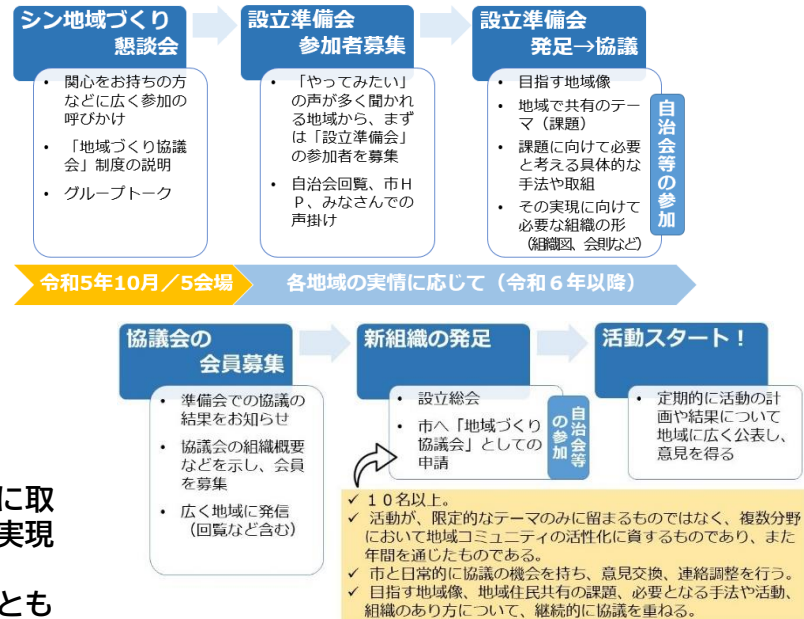 シン地域づくり
懇談会
・ 関心をお持ちの方
などに広く参加の
呼びかけ
・ 「地域づくり協議
会」制度の説明
・ グループトーク
設立準備会
参加者募集
・ 「やってみたい」
の声が多く聞かれ
る地域から、まず
は「設立準備会」
の参加者を募集
・ 自治会回覧、市H
P、みなさんでの
声掛け
設立準備会
発足→協議
・ 目指す地域像
・ 地域で共有のテー
マ（課題）
・ 課題に向けて必要
と考える具体的な
手法や取組
・ その実現に向けて
必要な組織の形
（組織図、会則など）
自治会等の参加
令和5年10月／5会場
各地域の実情に応じて（令和６年以降）
協議会の
会員募集
・ 準備会での協議の
結果をお知らせ
・ 協議会の組織概要
などを示し、会員
を募集
・ 広く地域に発信
（回覧など含む）
新組織の発足
・ 設立総会
・ 市へ「地域づくり
協議会」としての
申請
自治会等
の参加
活動スタート！
・ 定期的に活動の計
画や結果について
地域に広く公表し、
意見を得る
✓ １０名以上。
✓ 活動が、限定的なテーマのみに留まるものではなく、複数分野
において地域コミュニティの活性化に資するものであり、また
年間を通じたものである。
✓ 市と日常的に協議の機会を持ち、意見交換、連絡調整を行う。
✓ 目指す地域像、地域住民共有の課題、必要となる手法や活動、
組織のあり方について、継続的に協議を重ねる。
に取
実現
とも